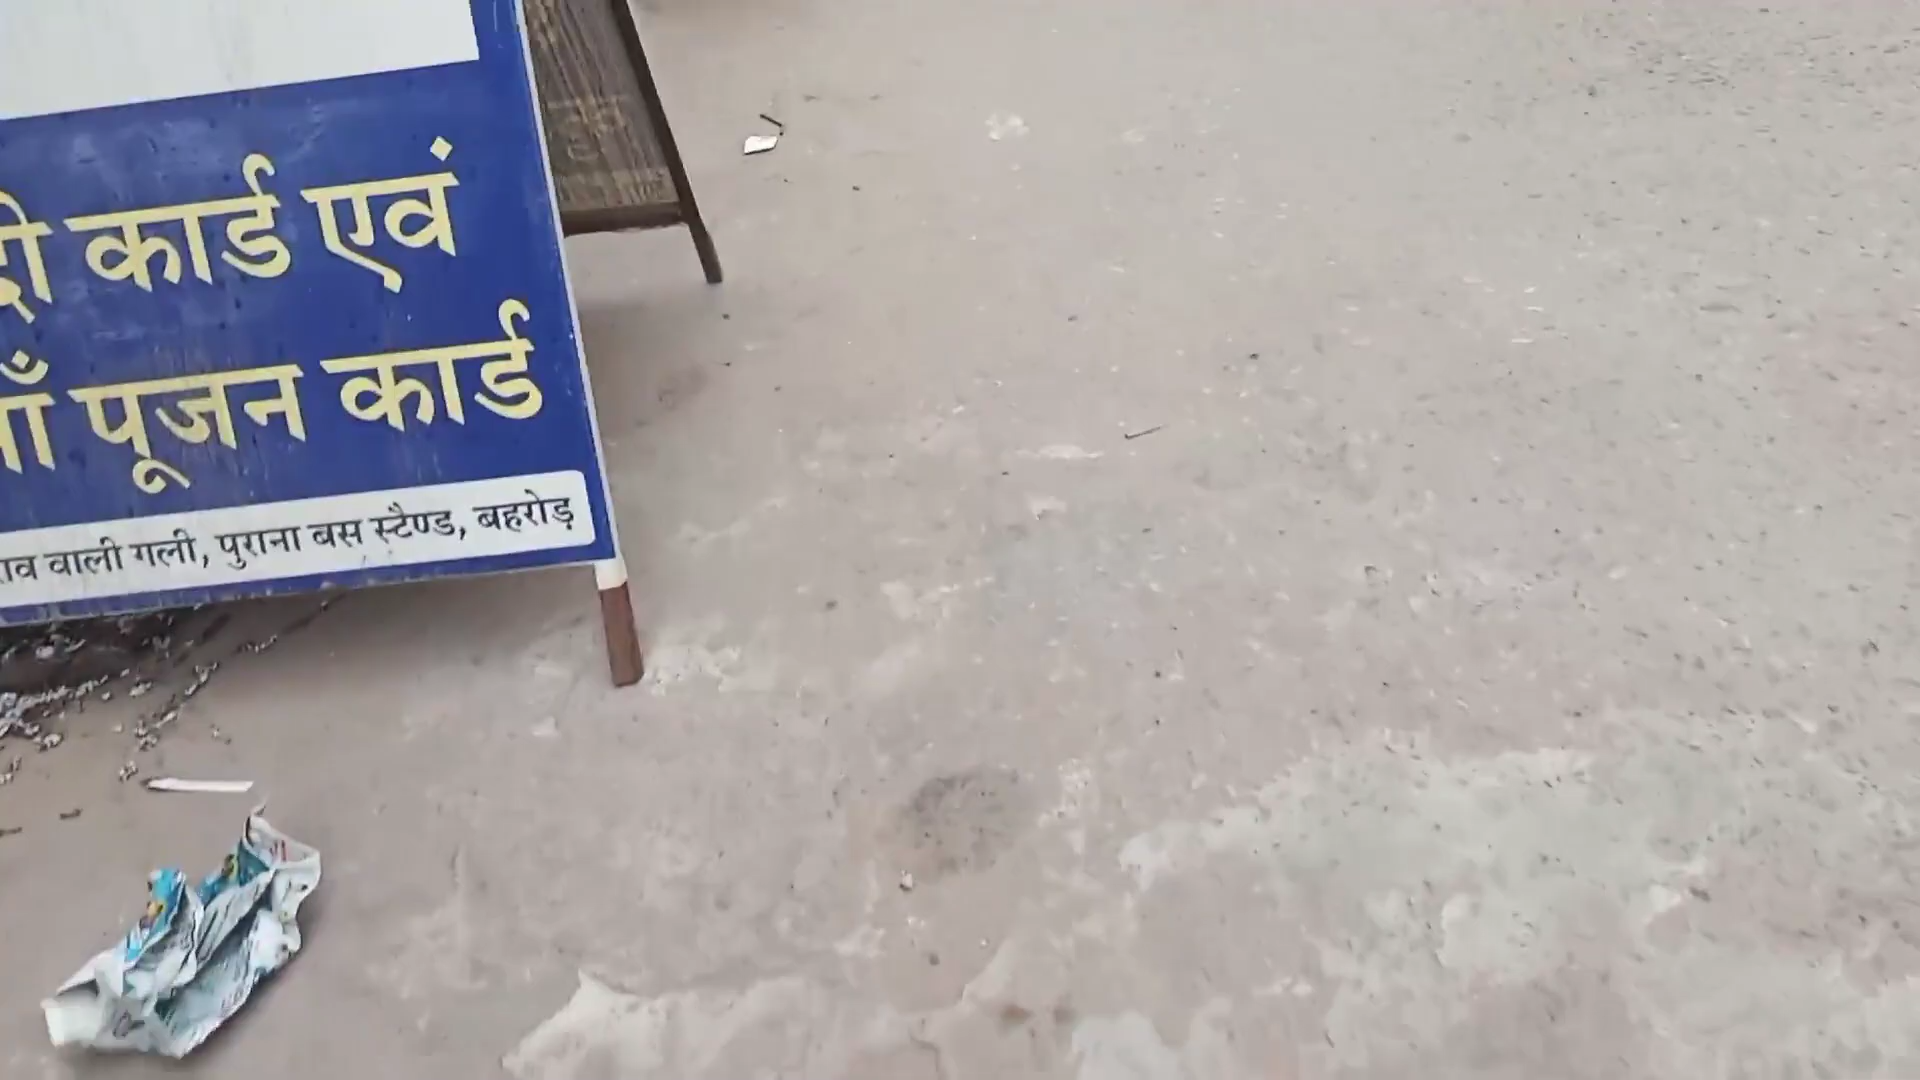 कार्ड एवं
पूजन कार्ड
वाली गली, पुराना बस स्टैण्ड, बहरोड़